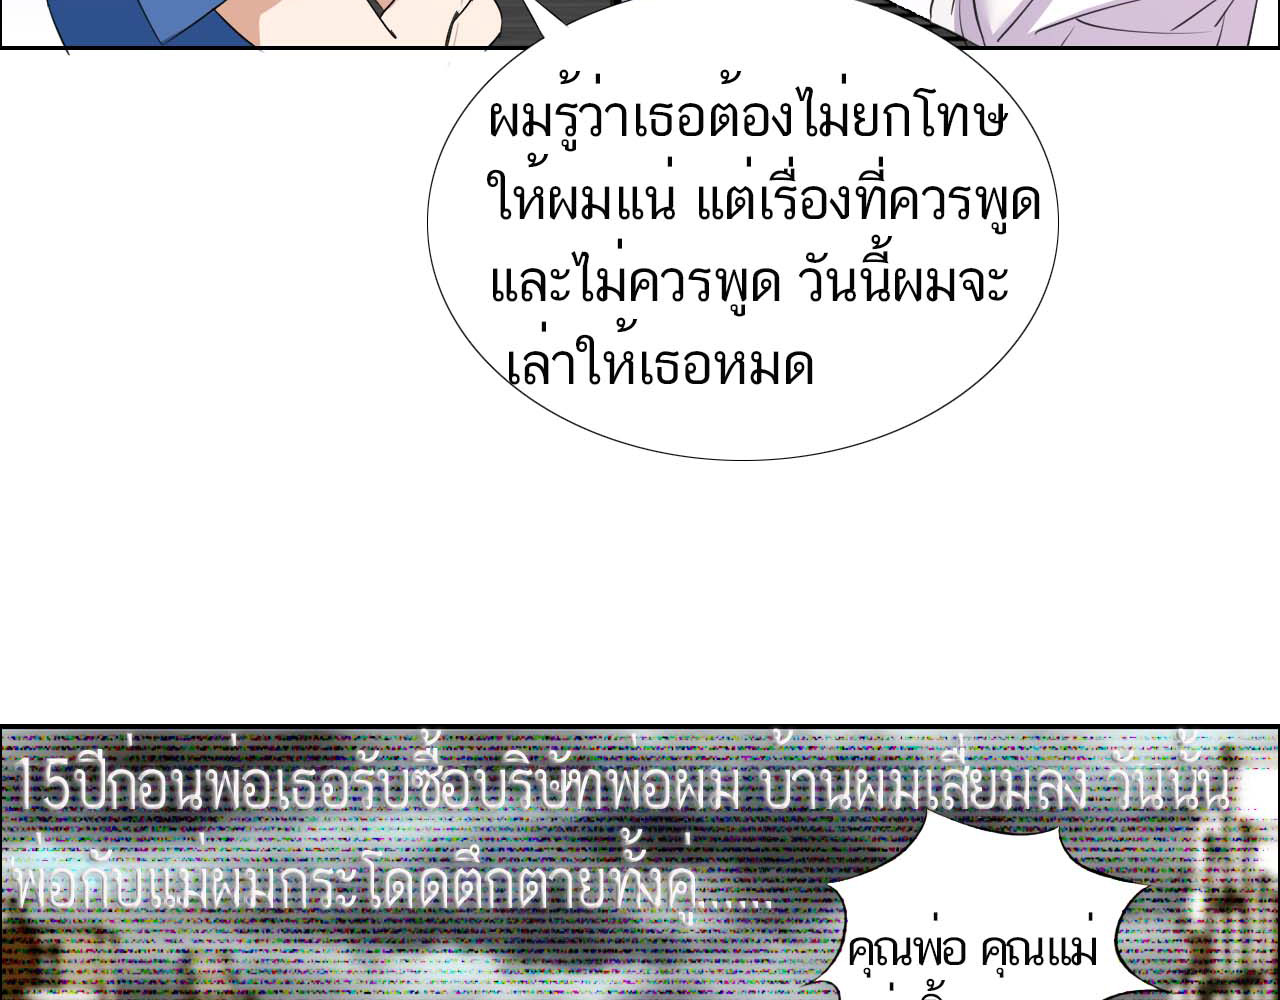 ผมรู้ว่าเธอต้องไม่ยกโทษ
ให้ผมแน่ แต่เรื่องที่ควรพูด
และไม่ควรพูด วันนี้ผมจะ
เล่าให้เธอหมด
15ปีก่อนพ่อเธอรับซื้อบริษัทพ่อผม บ้านผมเสื่อมลง วันนั้น
พ่อกับแม่ผมกระโดดตึกตายทั้งคู่......
คุณพ่อ คุณแม่